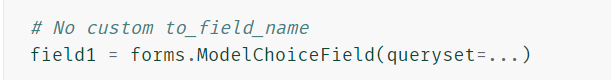 # No custom to_field_name
field1 = forms.ModelChoiceField(queryset=...)